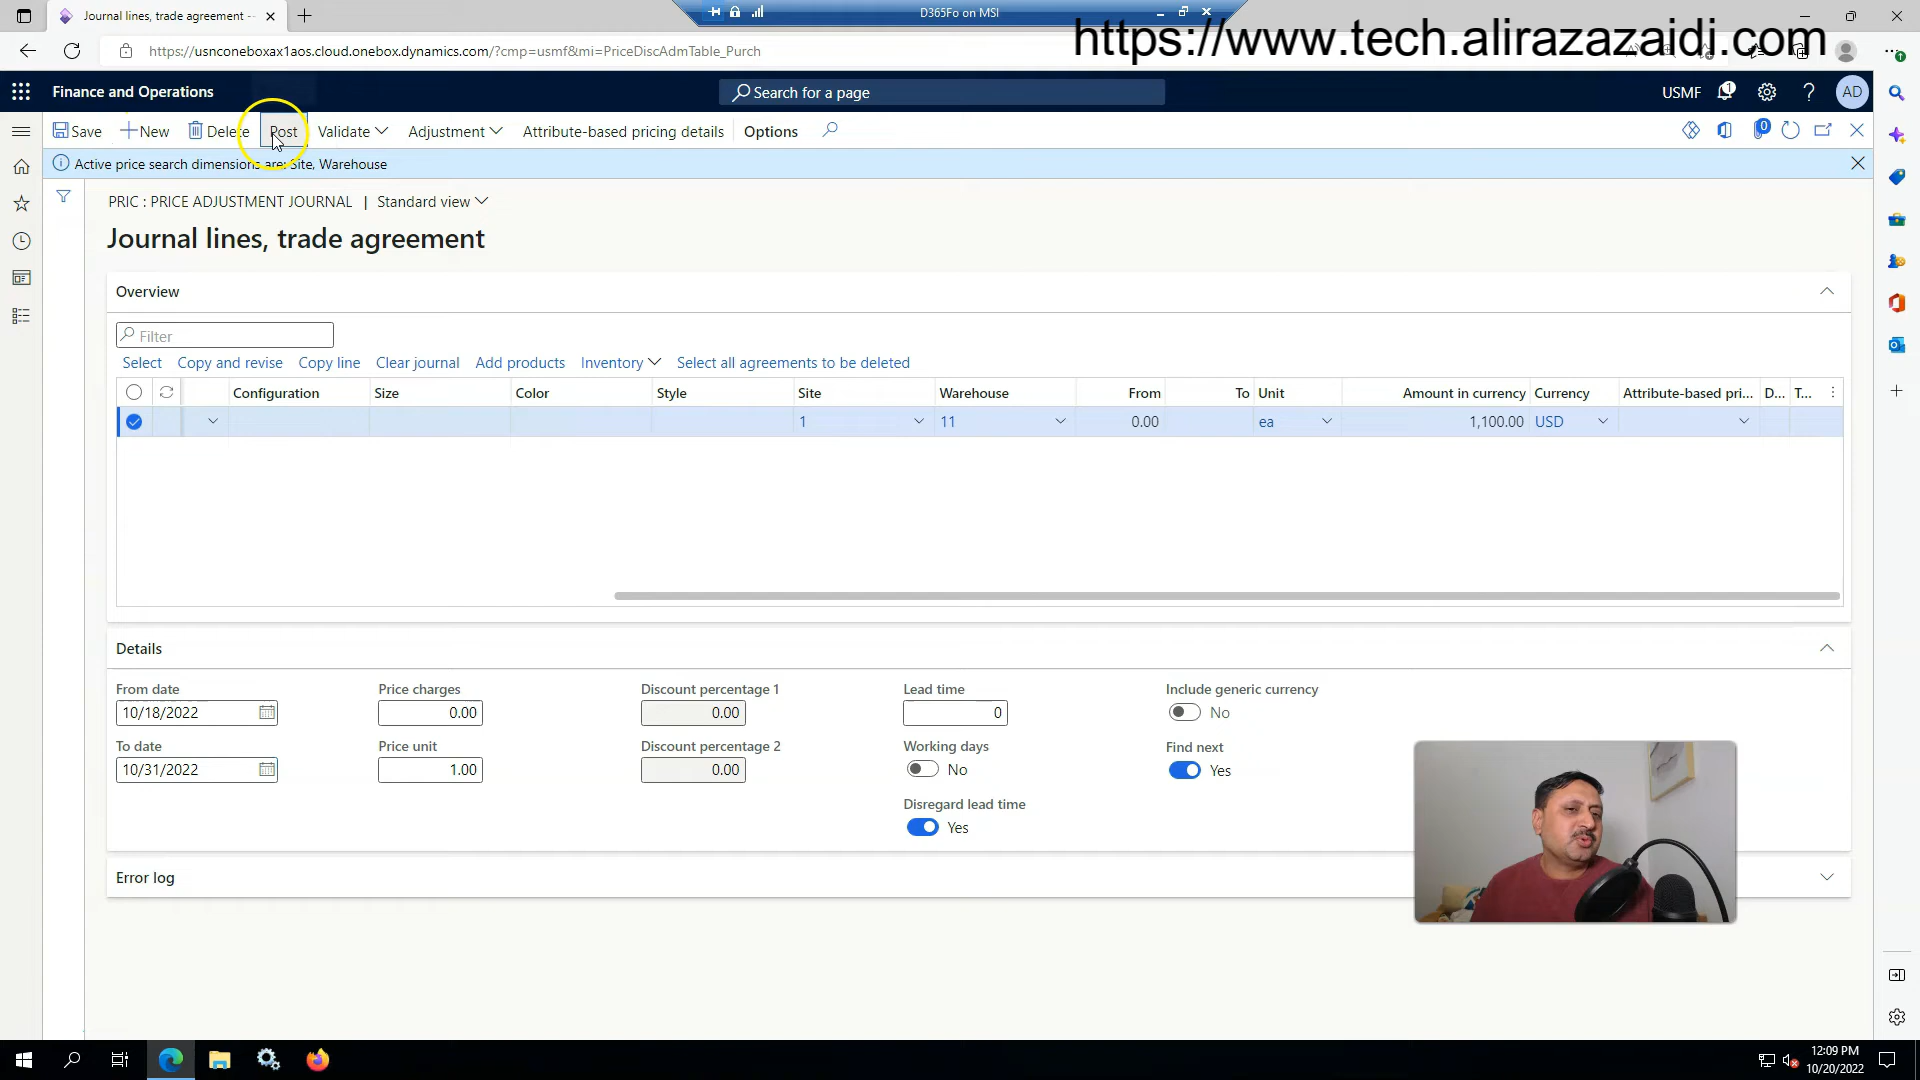 Journal lines, trade agreement --
D365Fo on MSI
https://www.tech.alirazazaidi.com
https://usnconeboxax1aos.cloud.onebox.dynamics.com/?cmp=usmf&mi=PriceDiscAdmTable_Purch
Finance and Operations
Search for a page
USMF
1
?
AD
Save
New
Delete
Post
Validate
Adjustment
Attribute-based pricing details
Options
0
Active price search dimensions are: Site, Warehouse
PRIC : PRICE ADJUSTMENT JOURNAL | Standard view
Journal lines, trade agreement
Overview
Filter
Select Copy and revise Copy line Clear journal Add products Inventory Select all agreements to be deleted
Configuration Size Color Style Site Warehouse From To Unit Amount in currency Currency Attribute-based pri... D... T...
1 11 0.00 ea 1,100.00 USD
Details
From date Price charges Discount percentage 1 Lead time Include generic currency
10/18/2022 0.00 0.00 0 No
To date Price unit Discount percentage 2 Working days Find next
10/31/2022 1.00 0.00 No Yes
Disregard lead time
Yes
Error log
12:09 PM
10/20/2022